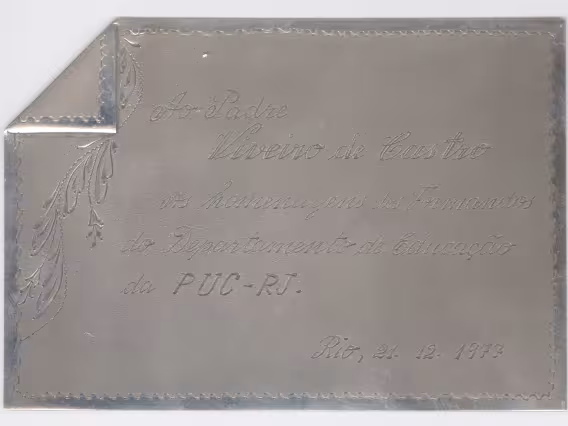 Ao Padre
Viveiro de Castro
as homenagens dos Formandos
do Departamento de Educação
da PUC-RJ.
Rio, 21. 12. 1977